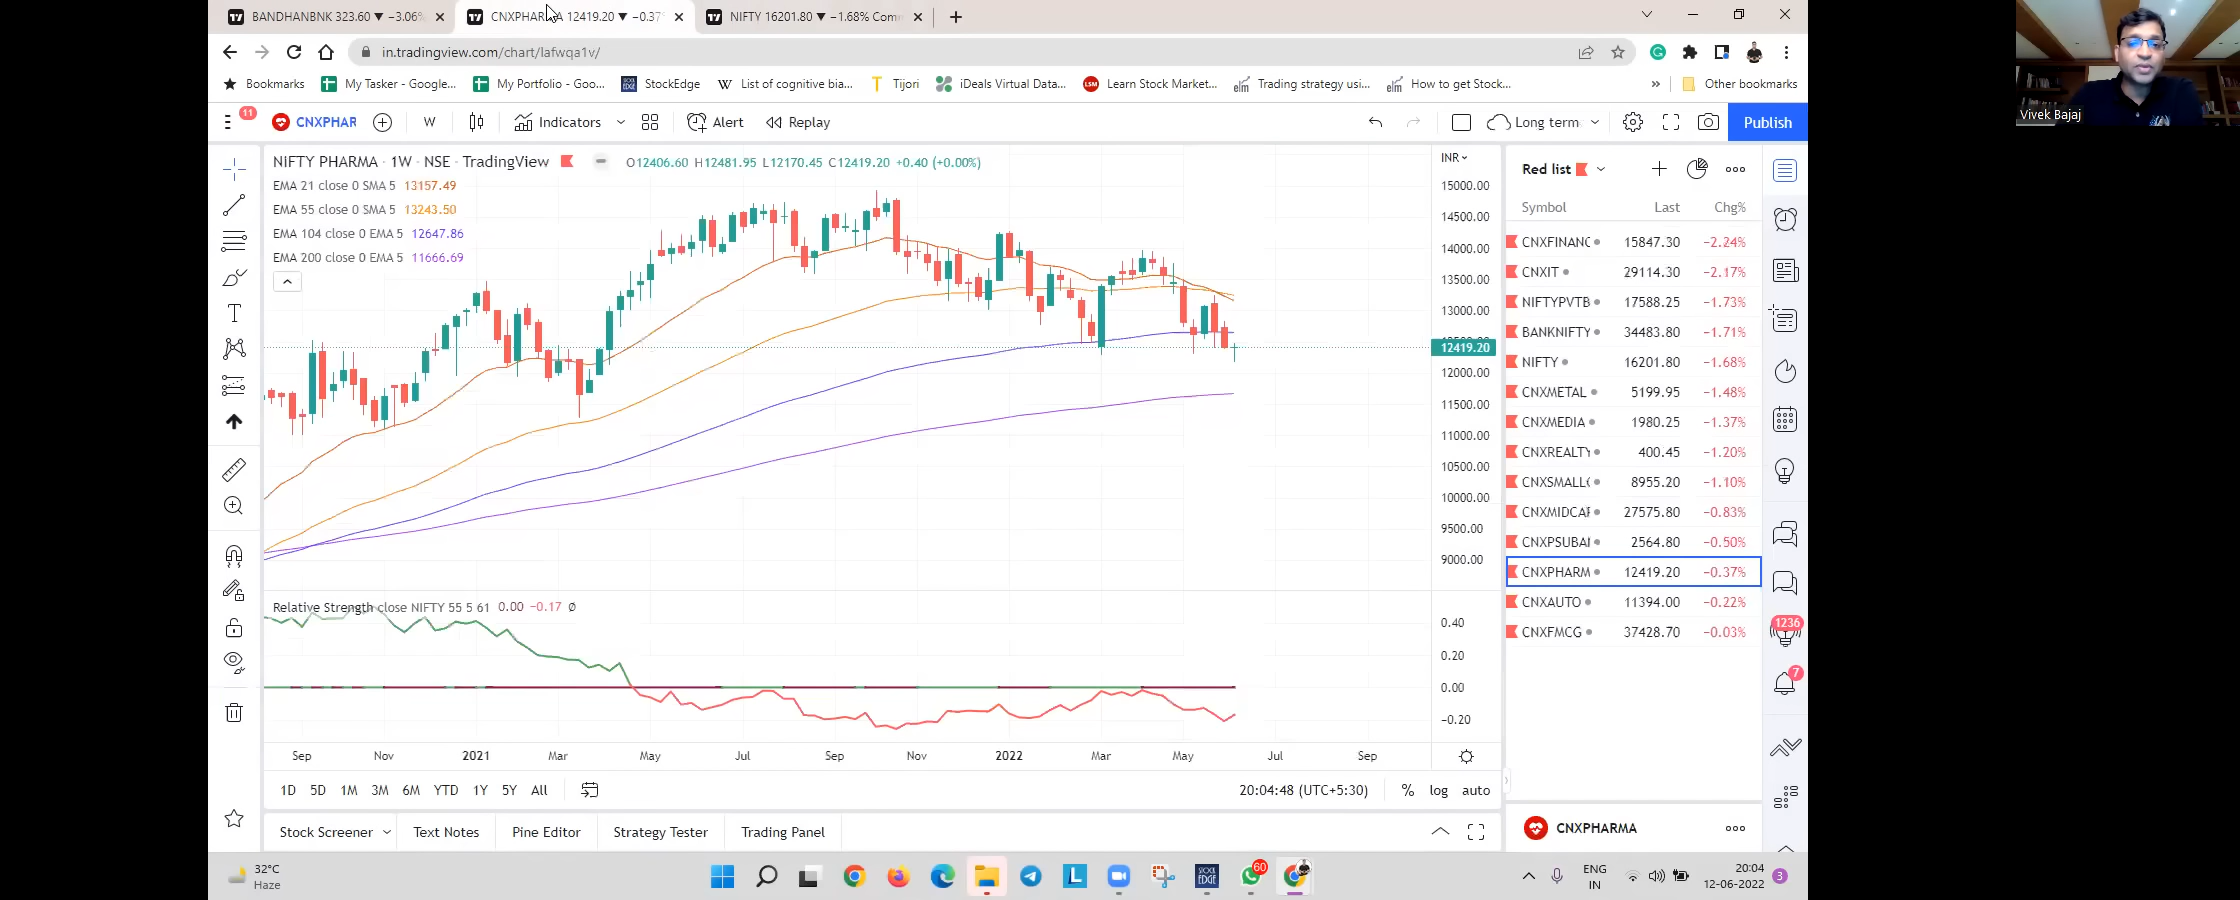 BANDHANBNK 323.60 ▼ −3.06%
CNXPHARMA 12419.20 ▼ −0.37%
NIFTY 16201.80 ▼ −1.68% Com
in.tradingview.com/chart/lafwqa1v/
Bookmarks
My Tasker - Google...
My Portfolio - Goo...
StockEdge
List of cognitive bia...
Tijori
iDeals Virtual Data...
Learn Stock Market...
Trading strategy usi...
How to get Stock...
Other bookmarks
Vivek Bajaj
11
CNXPHAR
W
Indicators
Alert
Replay
Long term
Publish
NIFTY PHARMA · 1W · NSE · TradingView
O12406.60 H12481.95 L12170.45 C12419.20 +0.40 (+0.00%)
EMA 21 close 0 SMA 5 13157.49
EMA 55 close 0 SMA 5 13243.50
EMA 104 close 0 EMA 5 12647.86
EMA 200 close 0 EMA 5 11666.69
INR
15000.00
14500.00
14000.00
13500.00
13000.00
12419.20
12000.00
11500.00
11000.00
10500.00
10000.00
9500.00
9000.00
Relative Strength close NIFTY 55 5 61 0.00 −0.17 Ø
0.40
0.20
0.00
−0.20
Sep Nov 2021 Mar May Jul Sep Nov 2022 Mar May Jul Sep
1D 5D 1M 3M 6M YTD 1Y 5Y All
20:04:48 (UTC+5:30)
% log auto
Stock Screener
Text Notes
Pine Editor
Strategy Tester
Trading Panel
Red list
Symbol Last Chg%
CNXFINANC 15847.30 −2.24%
CNXIT 29114.30 −2.17%
NIFTYPVTB 17588.25 −1.73%
BANKNIFTY 34483.80 −1.71%
NIFTY 16201.80 −1.68%
CNXMETAL 5199.95 −1.48%
CNXMEDIA 1980.25 −1.37%
CNXREALTY 400.45 −1.20%
CNXSMALLC 8955.20 −1.10%
CNXMIDCAF 27575.80 −0.83%
CNXPSUBAI 2564.80 −0.50%
CNXPHARM 12419.20 −0.37%
CNXAUTO 11394.00 −0.22%
CNXFMCG 37428.70 −0.03%
1236
7
CNXPHARMA
32°C
Haze
STOCK EDGE
60
ENG
IN
20:04
12-06-2022
3